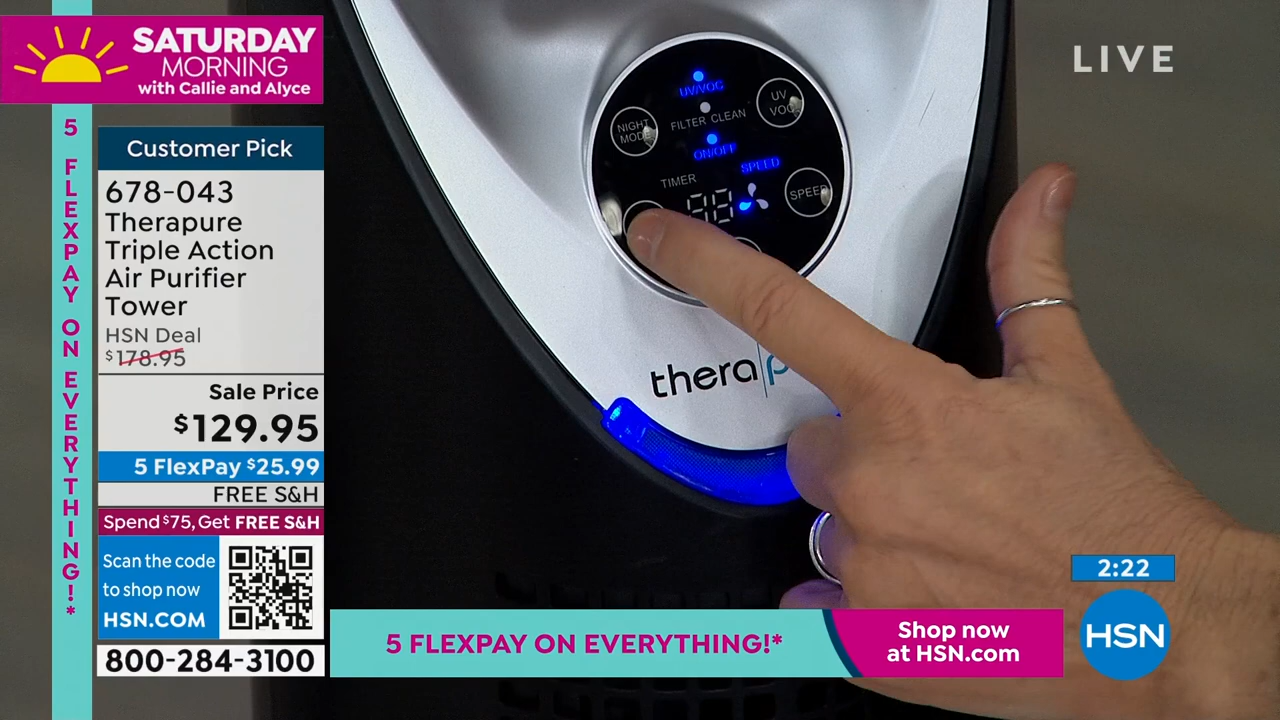 SATURDAY
MORNING
with Callie and Alyce
LIVE
5 FLEXPAY ON EVERYTHING!*
Customer Pick
678-043
Therapure
Triple Action
Air Purifier
Tower
HSN Deal
$178.95
Sale Price
$129.95
5 FlexPay $25.99
FREE S&H
Spend $75, Get FREE S&H
Scan the code
to shop now
HSN.COM
800-284-3100
UV/VOC
NIGHT
MODE
FILTER CLEAN
UV
VOC
ON/OFF
SPEED
TIMER
88
SPEED
thera|p
2:22
5 FLEXPAY ON EVERYTHING!*
Shop now
at HSN.com
HSN